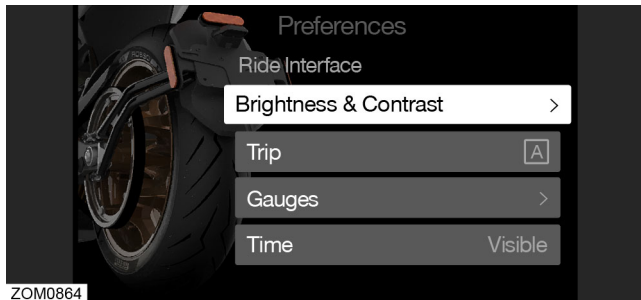 Preferences
Ride Interface
Brightness & Contrast >
Trip A
Gauges >
Time Visible
ZOM0864